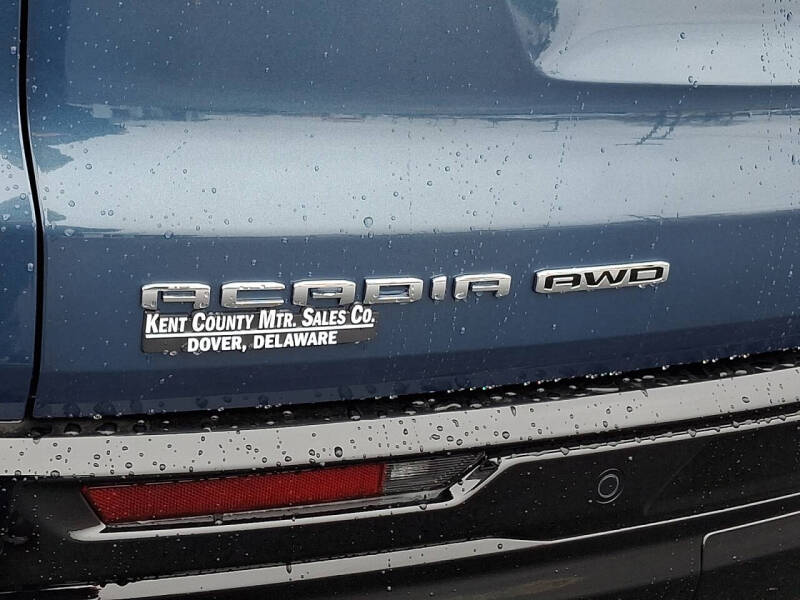 ACADIA AWD
KENT COUNTY MTR. SALES CO.
DOVER, DELAWARE